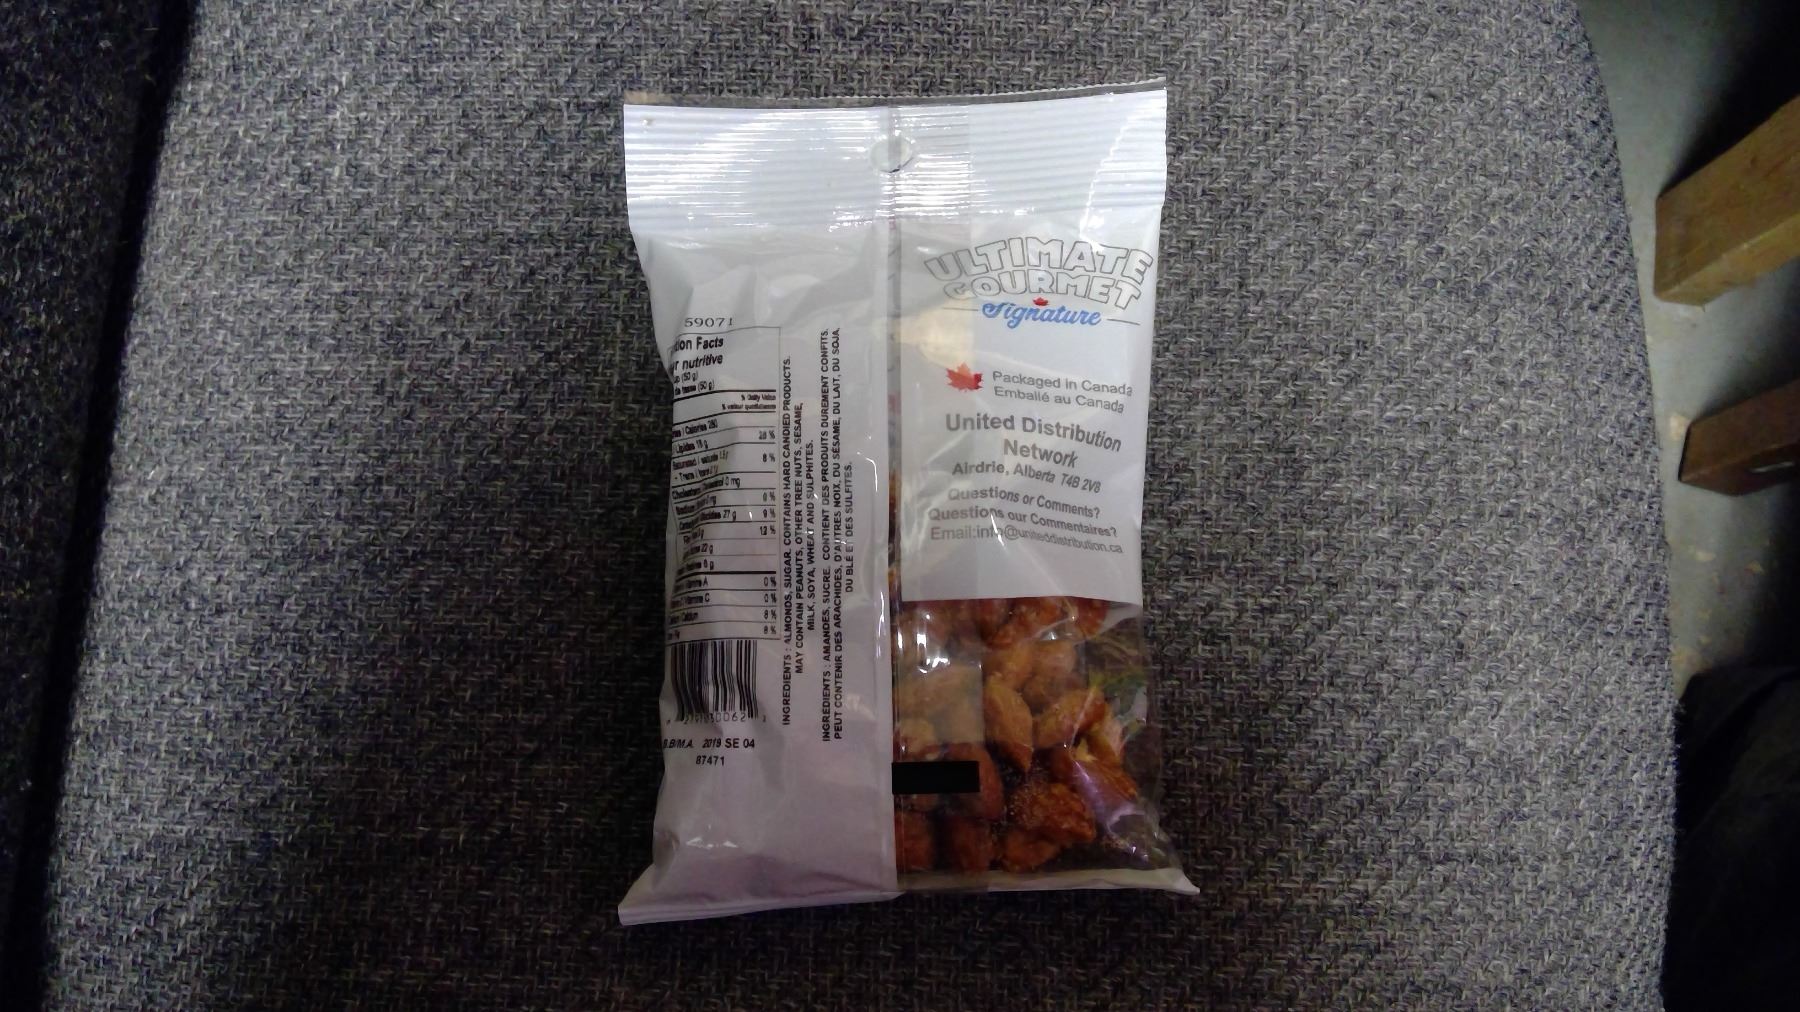 59071
Facts
nutritive
(50 g)
(50 g)
% Daily Value
% valeur quotidienne
Calories 280
28 %
Lipides 18 g
8 %
0 mg
0 %
27 g
9 %
12 %
22 g
8 g
0 %
0 %
8 %
8 %
B.B/M.A. 2019 SE 04
87471
INGREDIENTS : ALMONDS, SUGAR. CONTAINS HARD CANDIED PRODUCTS.
MAY CONTAIN PEANUTS, OTHER TREE NUTS, SESAME,
MILK, SOYA, WHEAT AND SULPHITES.
INGRÉDIENTS : AMANDES, SUCRE. CONTIENT DES PRODUITS DUREMENT CONFITS.
PEUT CONTENIR DES ARACHIDES, D'AUTRES NOIX, DU SÉSAME, DU LAIT, DU SOJA,
DU BLÉ ET DES SULFITES.
ULTIMATE
GOURMET
Signature
Packaged in Canada
Emballé au Canada
United Distribution
Network
Airdrie, Alberta T4B 2V8
Questions or Comments?
Questions our Commentaires?
Email:info@uniteddistribution.ca